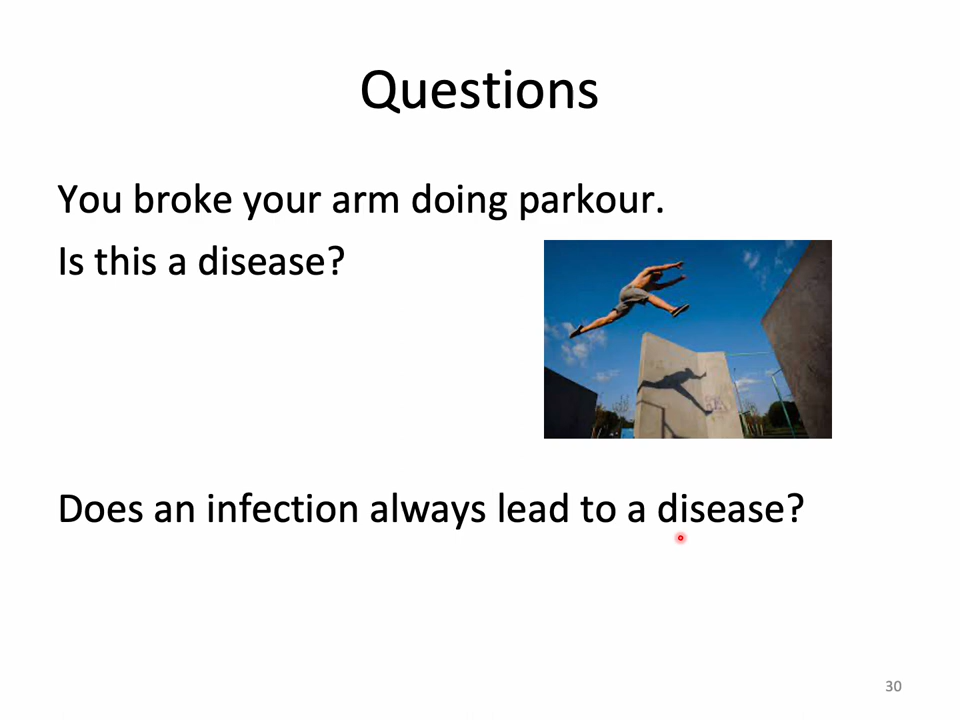 Questions
You broke your arm doing parkour.
Is this a disease?
Does an infection always lead to a disease?
30